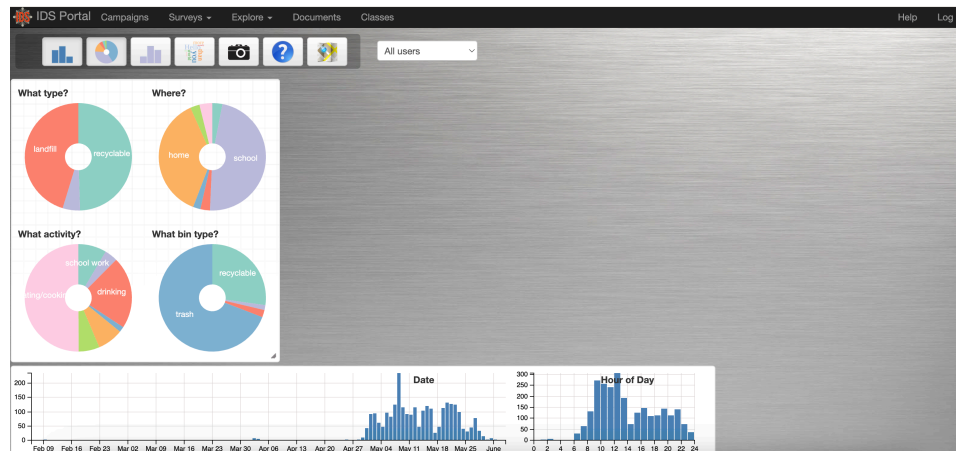 IDS Portal Campaigns Surveys Explore Documents Classes Help Log
All users
What type? Where?
landfill recyclable home school
What activity? What bin type?
school work recyclable
drinking
trash
Date Hour of Day
200
150
100
50
0
Feb 09 Feb 16 Feb 23 Mar 02 Mar 09 Mar 16 Mar 23 Mar 30 Apr 06 Apr 13 Apr 20 Apr 27 May 04 May 11 May 18 May 25 June
300
250
200
150
100
50
0
0 2 4 6 8 10 12 14 16 18 20 22 24